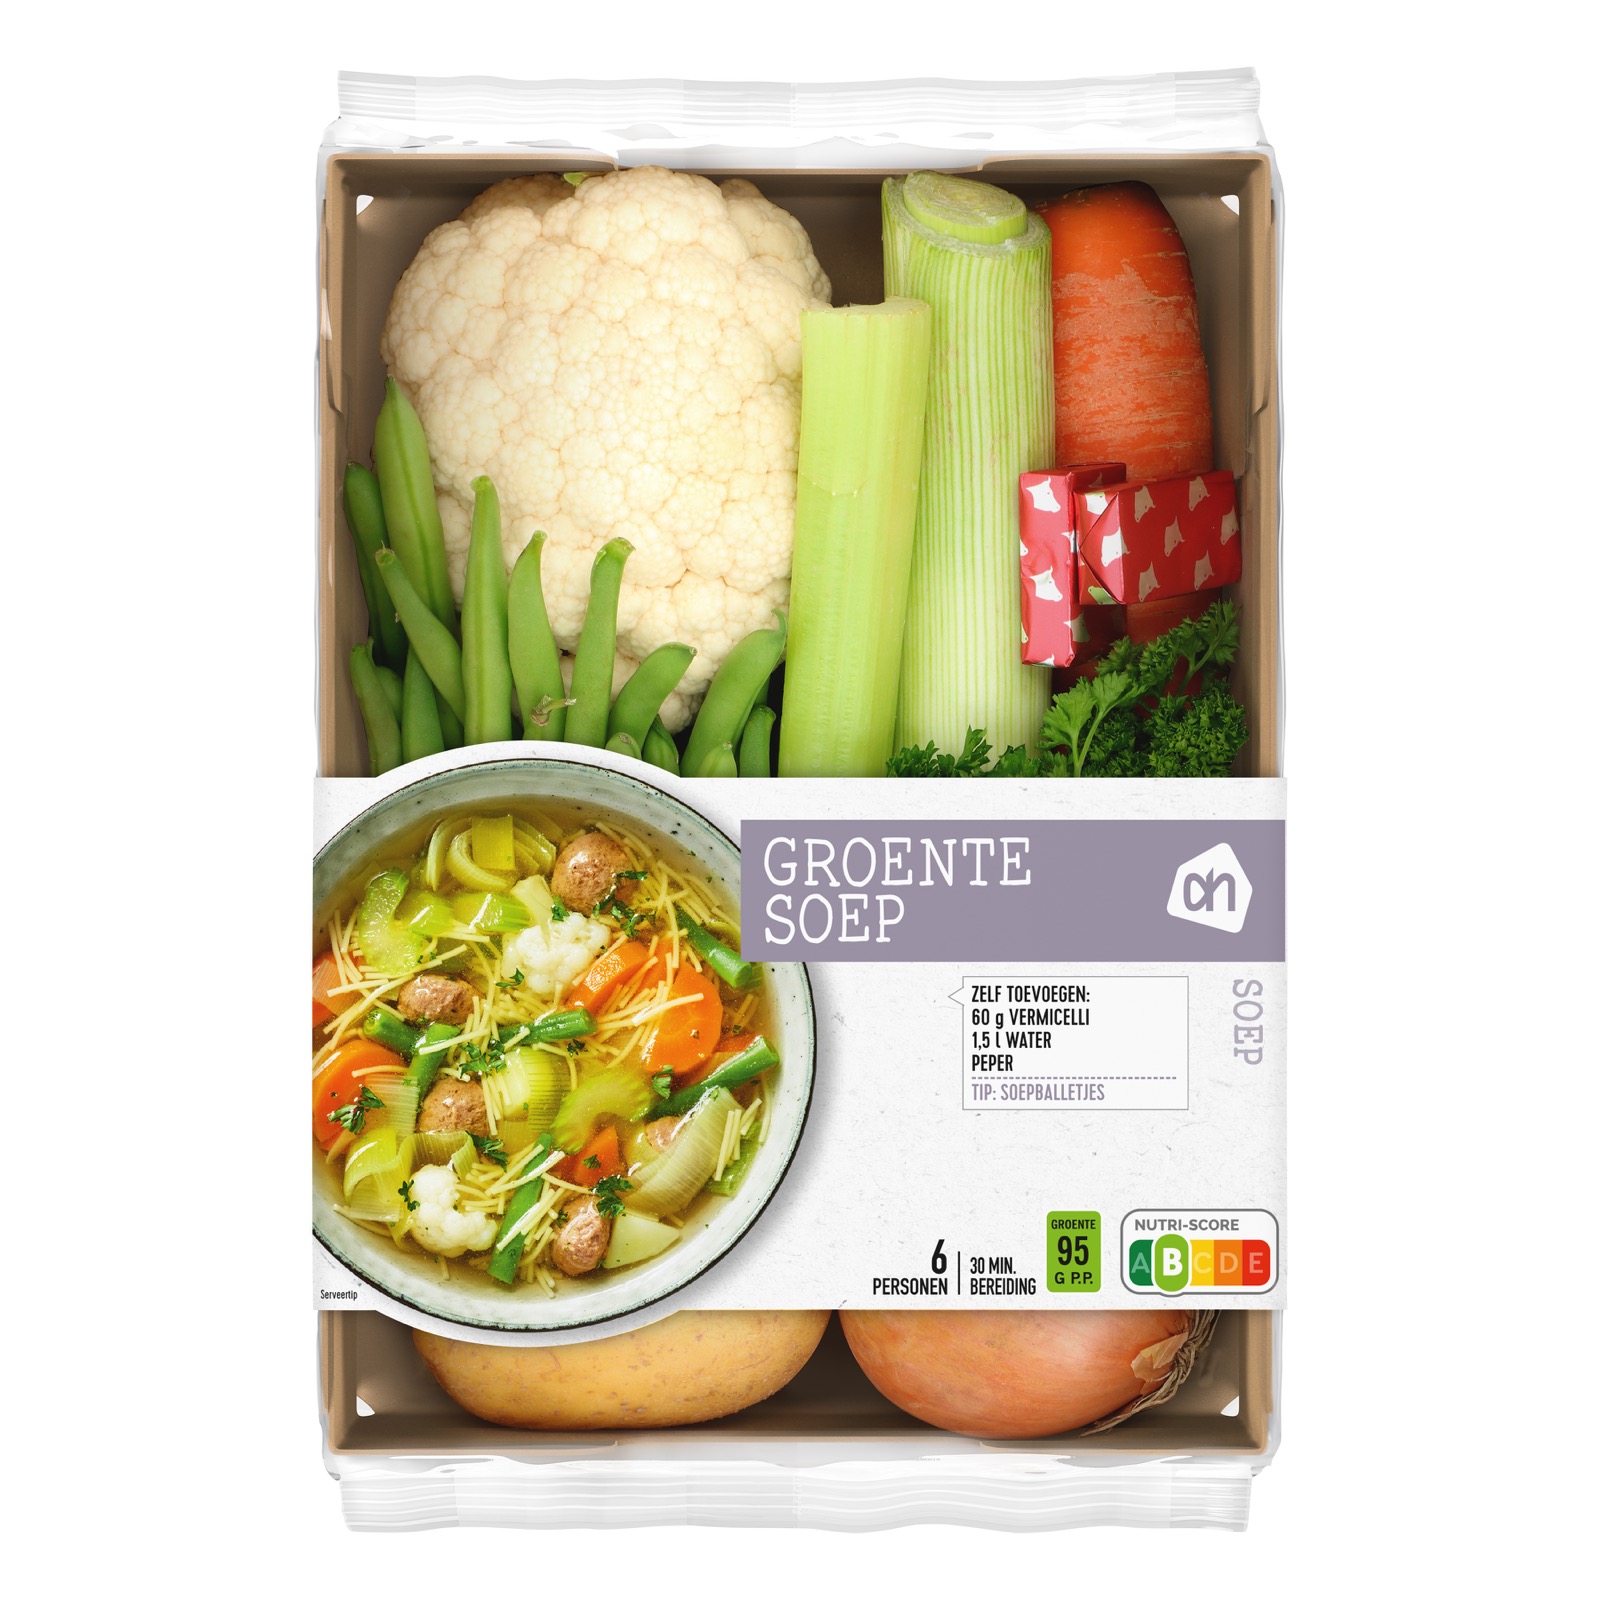 GROENTE
SOEP
ah
SOEP
ZELF TOEVOEGEN:
60 g VERMICELLI
1,5 l WATER
PEPER
TIP: SOEPBALLETJES
6
PERSONEN
30 MIN.
BEREIDING
GROENTE
95
G P.P.
NUTRI-SCORE
A B C D E
Serveertip